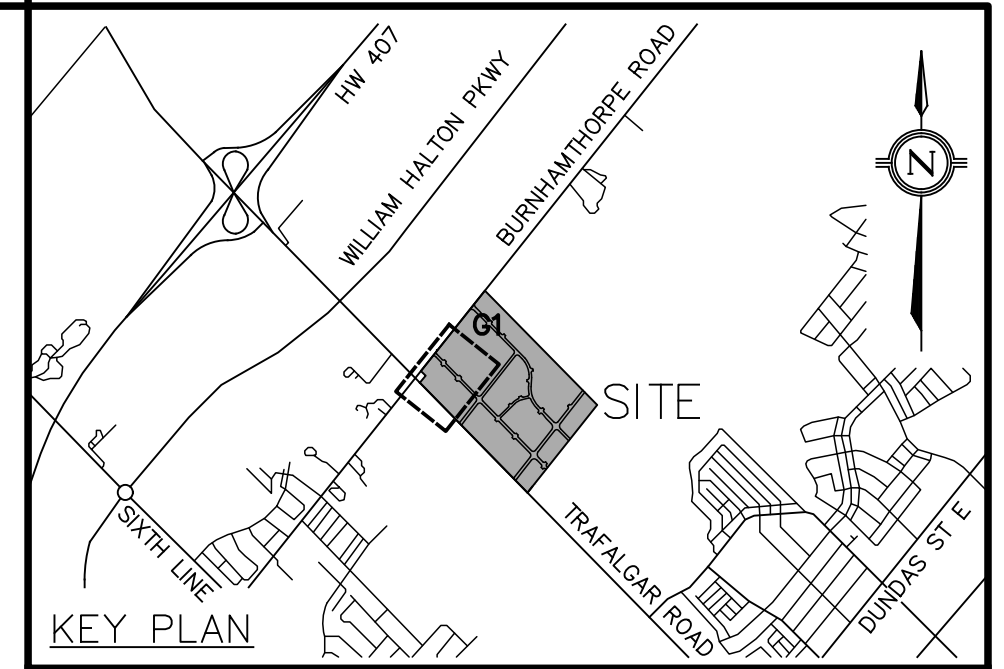 HW 407
WILLIAM HALTON PKWY
BURNHAMTHORPE ROAD
N
G1
SITE
SIXTH LINE
TRAFALGAR ROAD
DUNDAS ST E
KEY PLAN